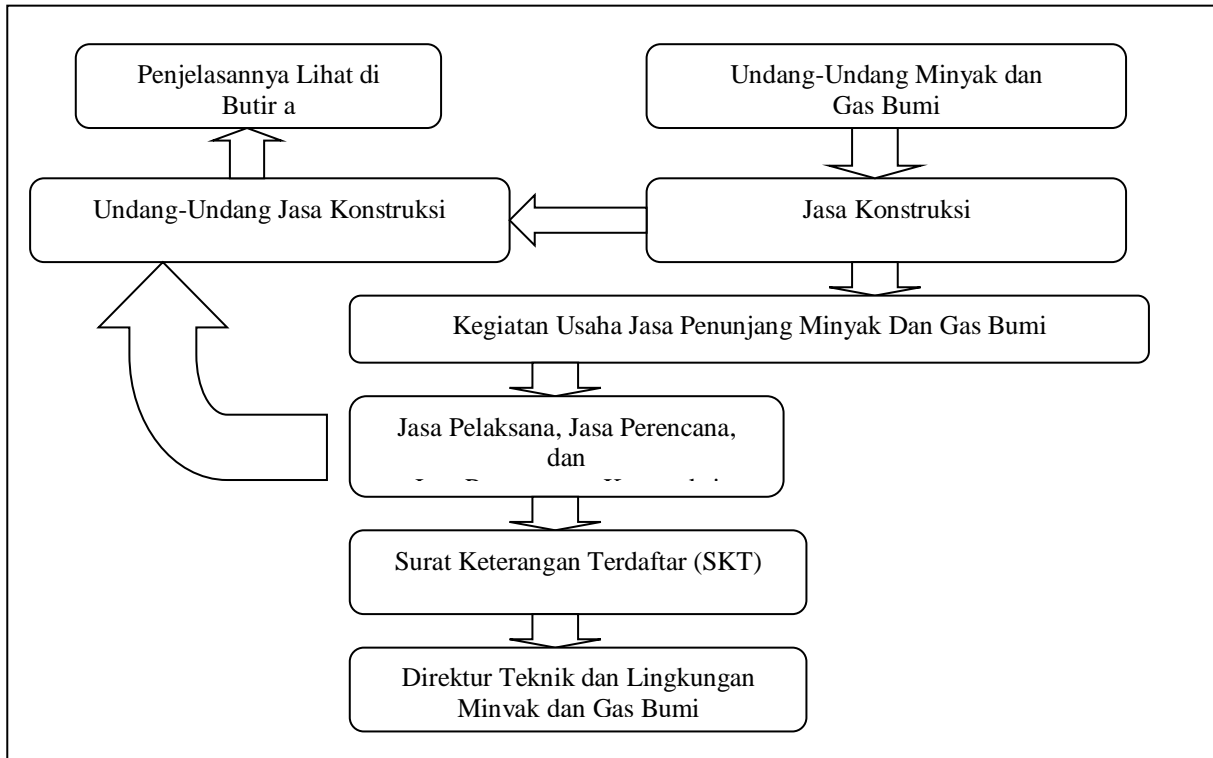 Penjelasannya Lihat di
Butir a
Undang-Undang Minyak dan
Gas Bumi
Undang-Undang Jasa Konstruksi
Jasa Konstruksi
Kegiatan Usaha Jasa Penunjang Minyak Dan Gas Bumi
Jasa Pelaksana, Jasa Perencana,
dan
Surat Keterangan Terdaftar (SKT)
Direktur Teknik dan Lingkungan
Minyak dan Gas Bumi